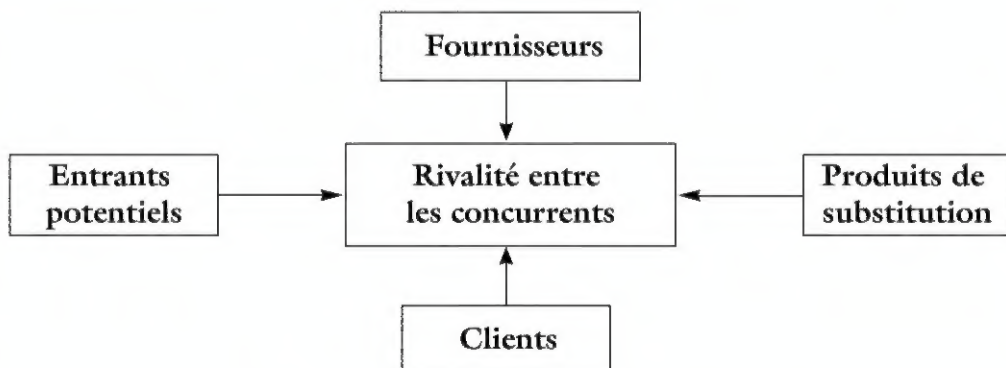 Fournisseurs
Entrants
potentiels
Rivalité entre
les concurrents
Produits de
substitution
Clients